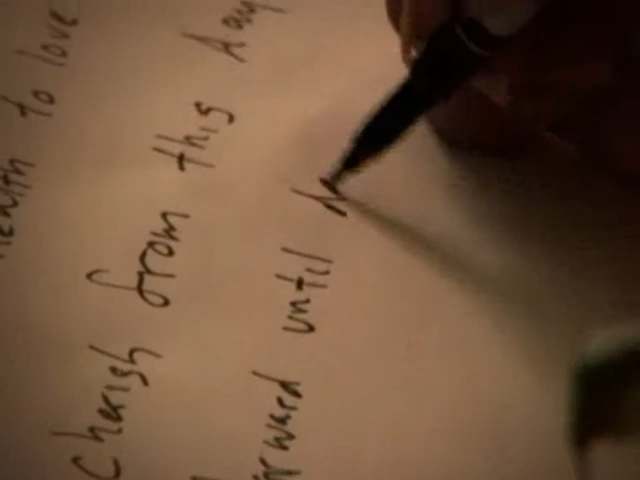 health to love
cherish from this day
forward until d